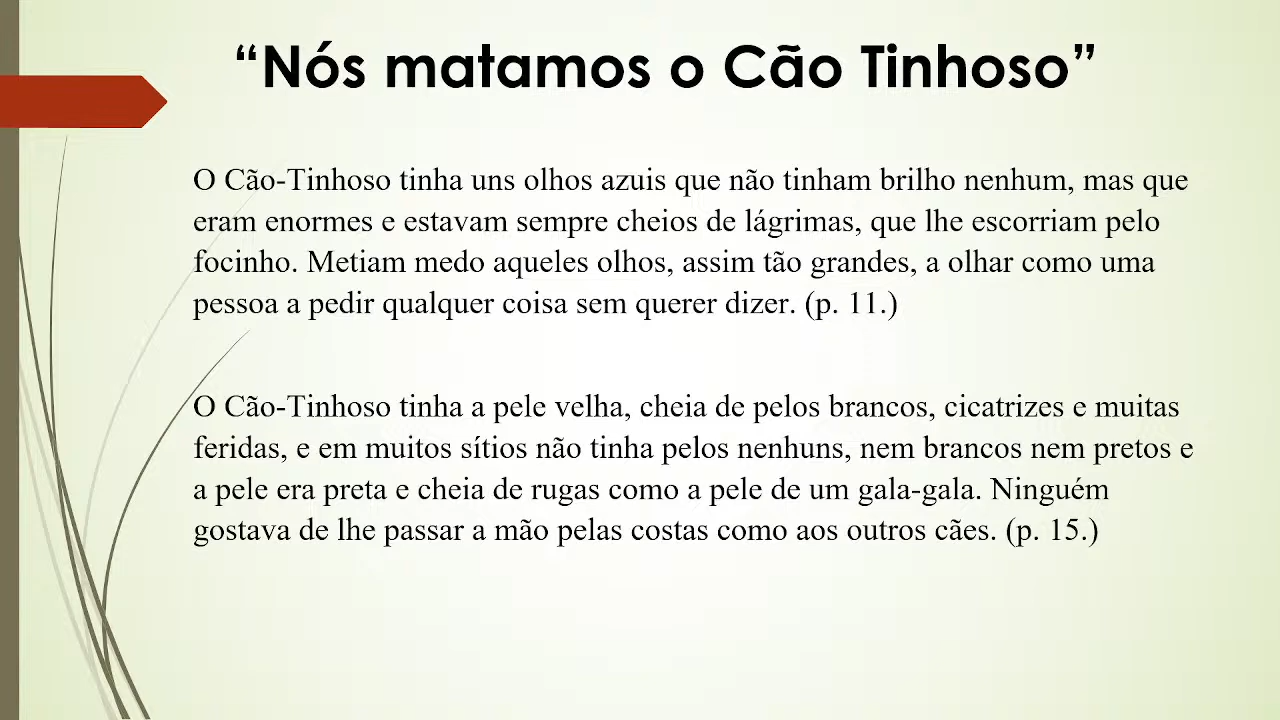 “Nós matamos o Cão Tinhoso”
O Cão-Tinhoso tinha uns olhos azuis que não tinham brilho nenhum, mas que
eram enormes e estavam sempre cheios de lágrimas, que lhe escorriam pelo
focinho. Metiam medo aqueles olhos, assim tão grandes, a olhar como uma
pessoa a pedir qualquer coisa sem querer dizer. (p. 11.)
O Cão-Tinhoso tinha a pele velha, cheia de pelos brancos, cicatrizes e muitas
feridas, e em muitos sítios não tinha pelos nenhuns, nem brancos nem pretos e
a pele era preta e cheia de rugas como a pele de um gala-gala. Ninguém
gostava de lhe passar a mão pelas costas como aos outros cães. (p. 15.)